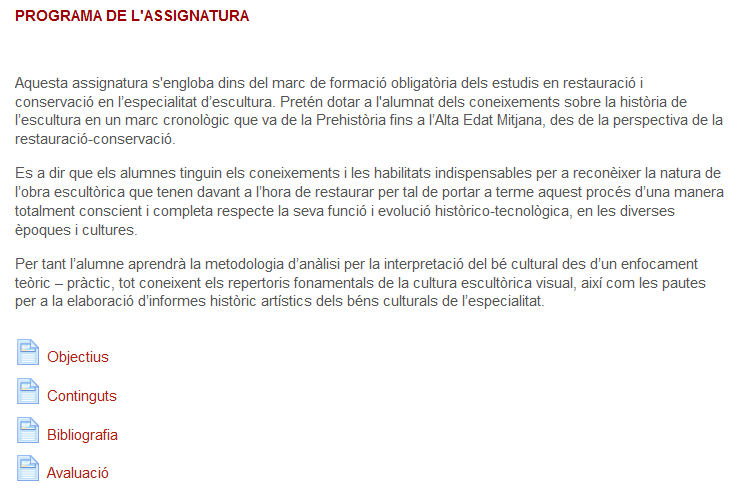 PROGRAMA DE L'ASSIGNATURA
Aquesta assignatura s'engloba dins del marc de formació obligatòria dels estudis en restauració i
conservació en l’especialitat d’escultura. Pretén dotar a l'alumnat dels coneixements sobre la història de
l’escultura en un marc cronològic que va de la Prehistòria fins a l’Alta Edat Mitjana, des de la perspectiva de la
restauració-conservació.
Es a dir que els alumnes tinguin els coneixements i les habilitats indispensables per a reconèixer la natura de
l’obra escultòrica que tenen davant a l’hora de restaurar per tal de portar a terme aquest procés d’una manera
totalment conscient i completa respecte la seva funció i evolució històrico-tecnològica, en les diverses
èpoques i cultures.
Per tant l’alumne aprendrà la metodologia d’anàlisi per la interpretació del bé cultural des d’un enfocament
teòric – pràctic, tot coneixent els repertoris fonamentals de la cultura escultòrica visual, així com les pautes
per a la elaboració d’informes històric artístics dels béns culturals de l’especialitat.
Objectius
Continguts
Bibliografia
Avaluació